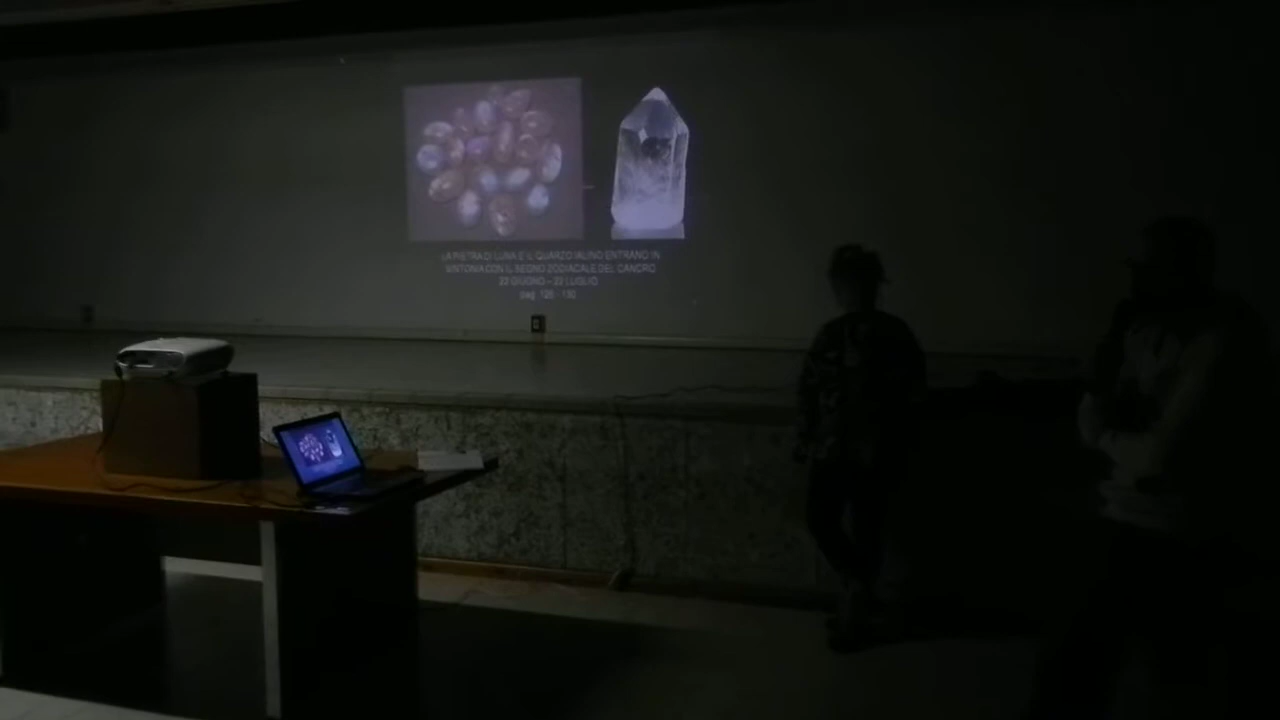 LA PIETRA DI LUNA E IL QUARZO IALINO ENTRANO IN
SINTONIA CON IL SEGNO ZODIACALE DEL CANCRO
22 GIUGNO - 22 LUGLIO
pag. 126 - 130